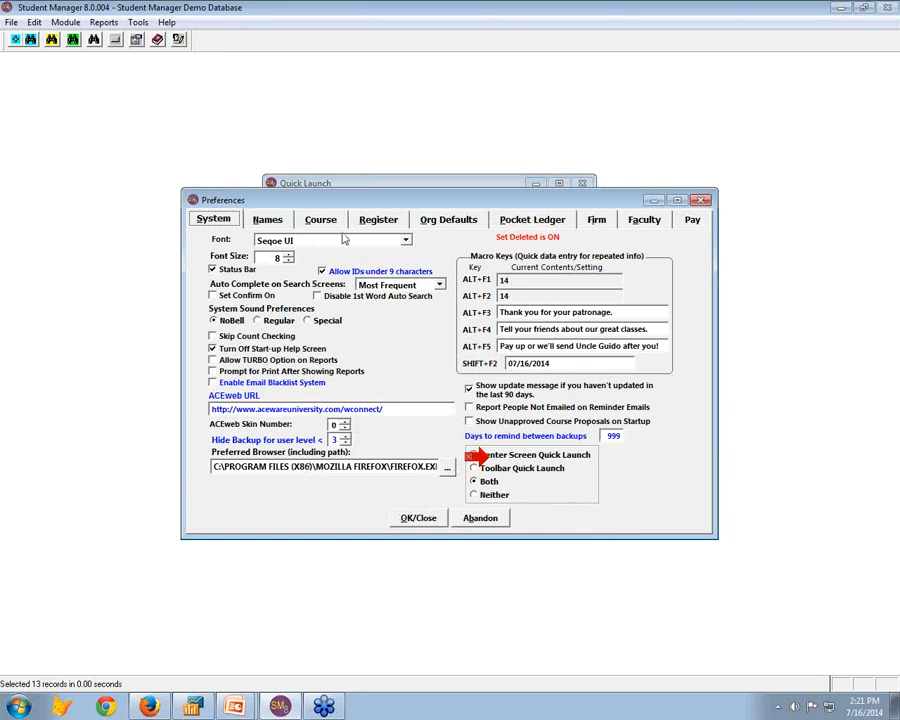 Student Manager 8.0.004 - Student Manager Demo Database
File Edit Module Reports Tools Help
Quick Launch
Preferences
System Names Course Register Org Defaults Pocket Ledger Firm Faculty Pay
Font: Seqoe UI
Set Deleted is ON
Font Size: 8
Status Bar
Allow IDs under 9 characters
Auto Complete on Search Screens: Most Frequent
Set Confirm On
Disable 1st Word Auto Search
System Sound Preferences
NoBell Regular Special
Skip Count Checking
Turn Off Start-up Help Screen
Allow TURBO Option on Reports
Prompt for Print After Showing Reports
Enable Email Blacklist System
ACEweb URL
http://www.acewareuniversity.com/wconnect/
ACEweb Skin Number: 0
Hide Backup for user level < 3
Preferred Browser (including path):
C:\PROGRAM FILES (X86)\MOZILLA FIREFOX\FIREFOX.EXE ...
Macro Keys (Quick data entry for repeated info)
Key Current Contents/Setting
ALT+F1 14
ALT+F2 14
ALT+F3 Thank you for your patronage.
ALT+F4 Tell your friends about our great classes.
ALT+F5 Pay up or we'll send Uncle Guido after you!
SHIFT+F2 07/16/2014
Show update message if you haven't updated in
the last 90 days.
Report People Not Emailed on Reminder Emails
Show Unapproved Course Proposals on Startup
Days to remind between backups 999
enter Screen Quick Launch
Toolbar Quick Launch
Both
Neither
OK/Close Abandon
Selected 13 records in 0.00 seconds
SM8
2:21 PM
7/16/2014